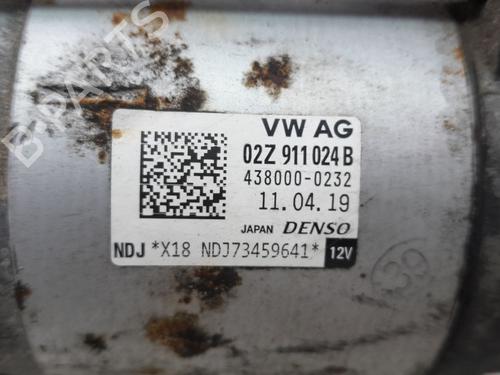 B-PARTS
VW AG
02Z 911 024 B
438000-0232
11.04.19
JAPAN DENSO
NDJ *X18 NDJ73459641* 12V